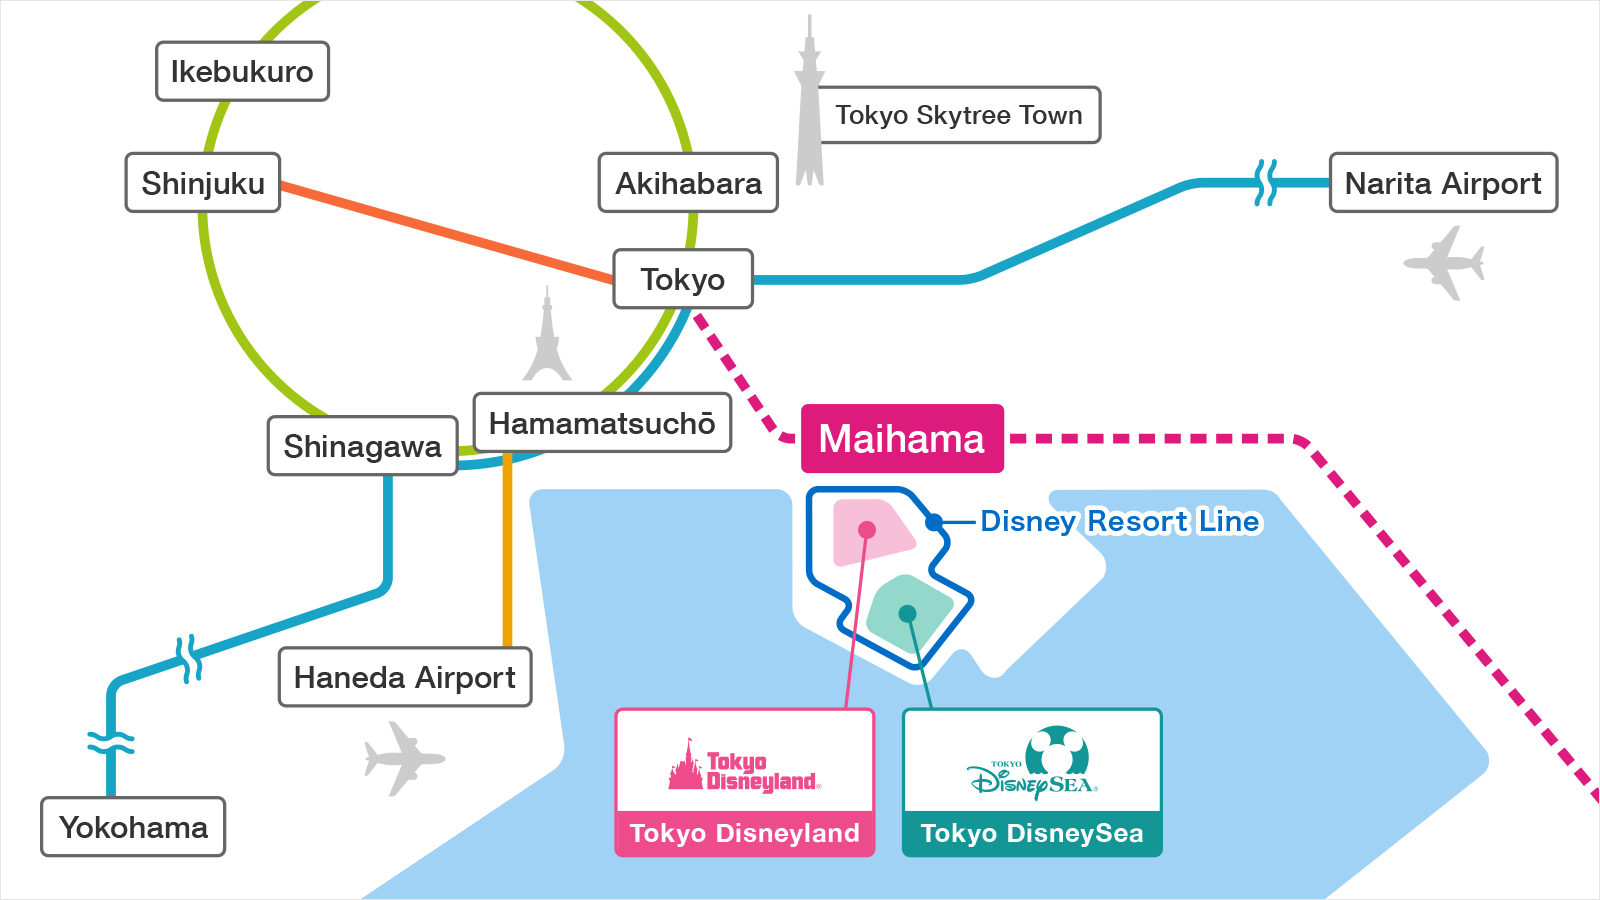 Ikebukuro
Tokyo Skytree Town
Shinjuku
Akihabara
Narita Airport
Tokyo
Hamamatsuchō
Shinagawa
Maihama
Disney Resort Line
Haneda Airport
Yokohama
Tokyo
Disneyland®
Tokyo Disneyland
TOKYO
DisneySEA®
Tokyo DisneySea